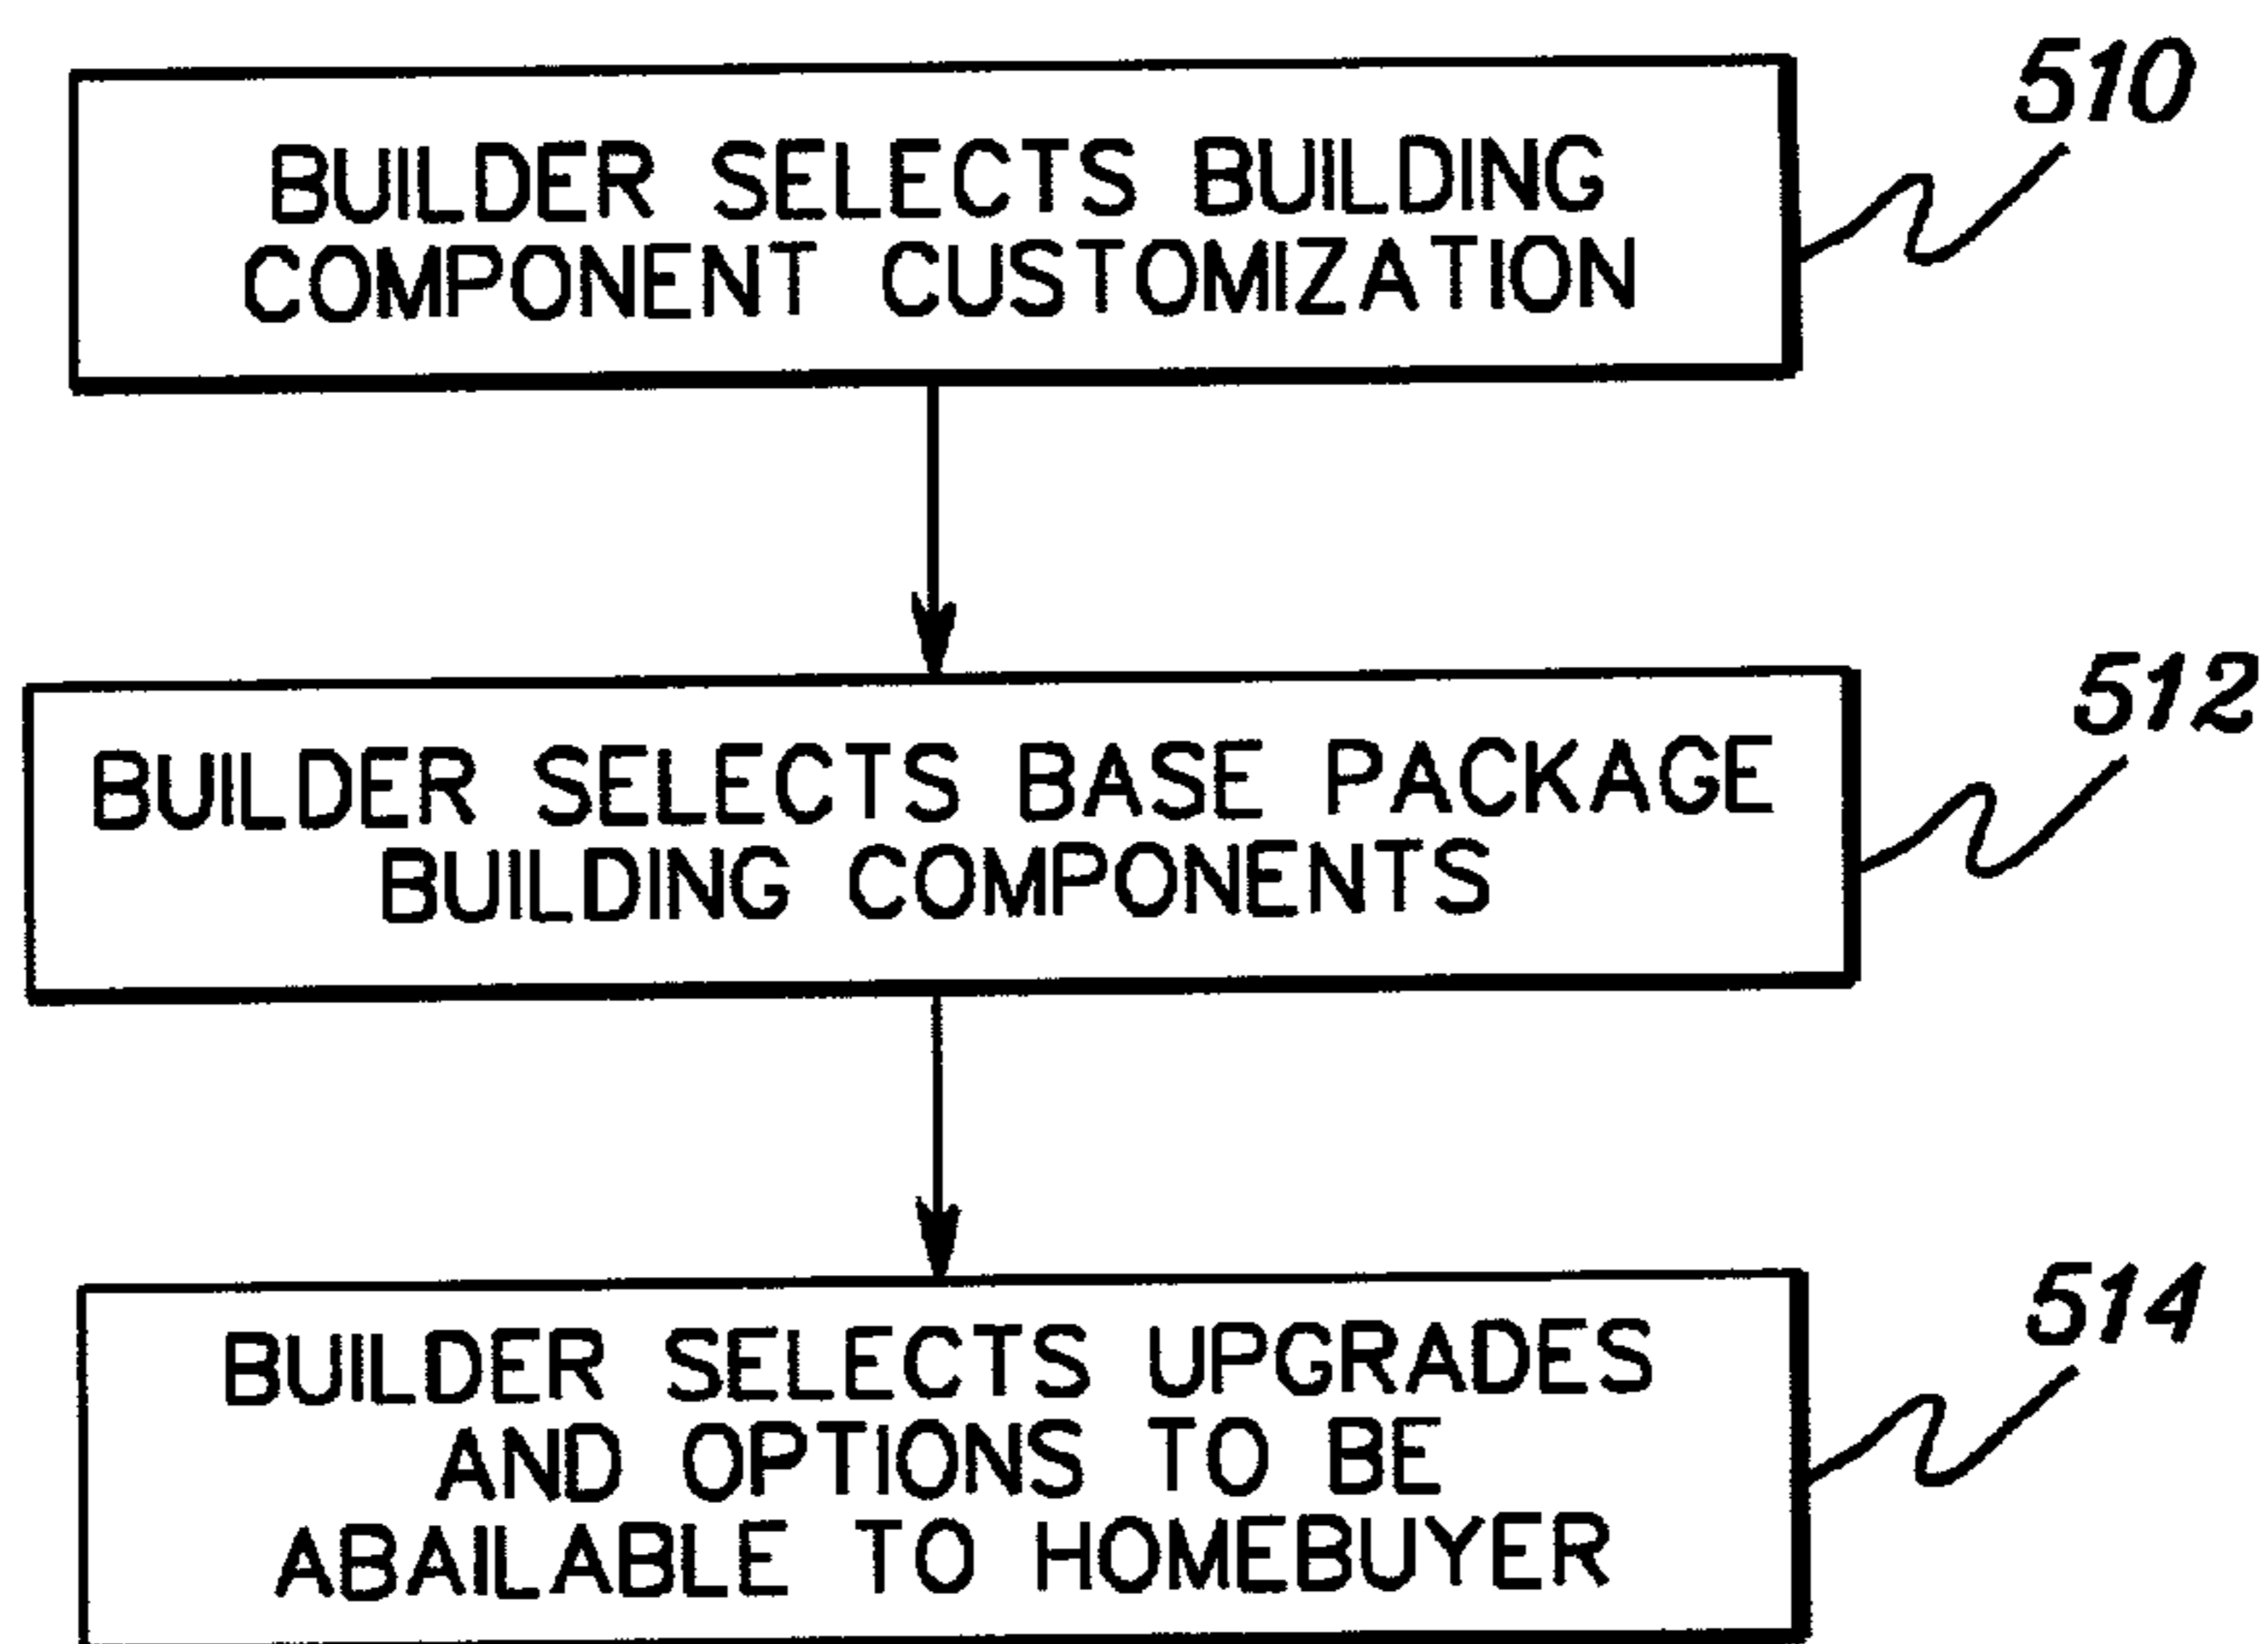 510
BUILDER SELECTS BUILDING
COMPONENT CUSTOMIZATION
512
BUILDER SELECTS BASE PACKAGE
BUILDING COMPONENTS
514
BUILDER SELECTS UPGRADES
AND OPTIONS TO BE
ABAILABLE TO HOMEBUYER